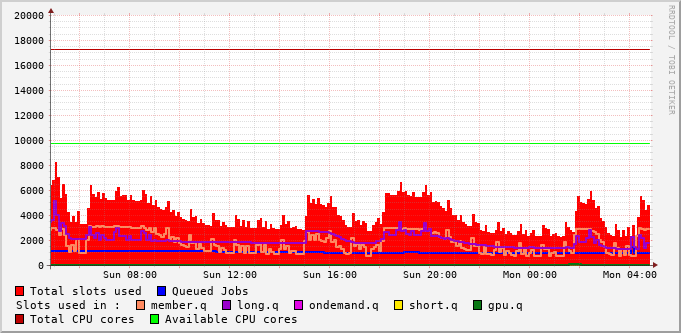 20000
18000
16000
14000
12000
10000
8000
6000
4000
2000
0
Sun 08:00 Sun 12:00 Sun 16:00 Sun 20:00 Mon 00:00 Mon 04:00
RRDTOOL / TOBI OETIKER
Total slots used Queued Jobs
Slots used in : member.q long.q ondemand.q short.q gpu.q
Total CPU cores Available CPU cores